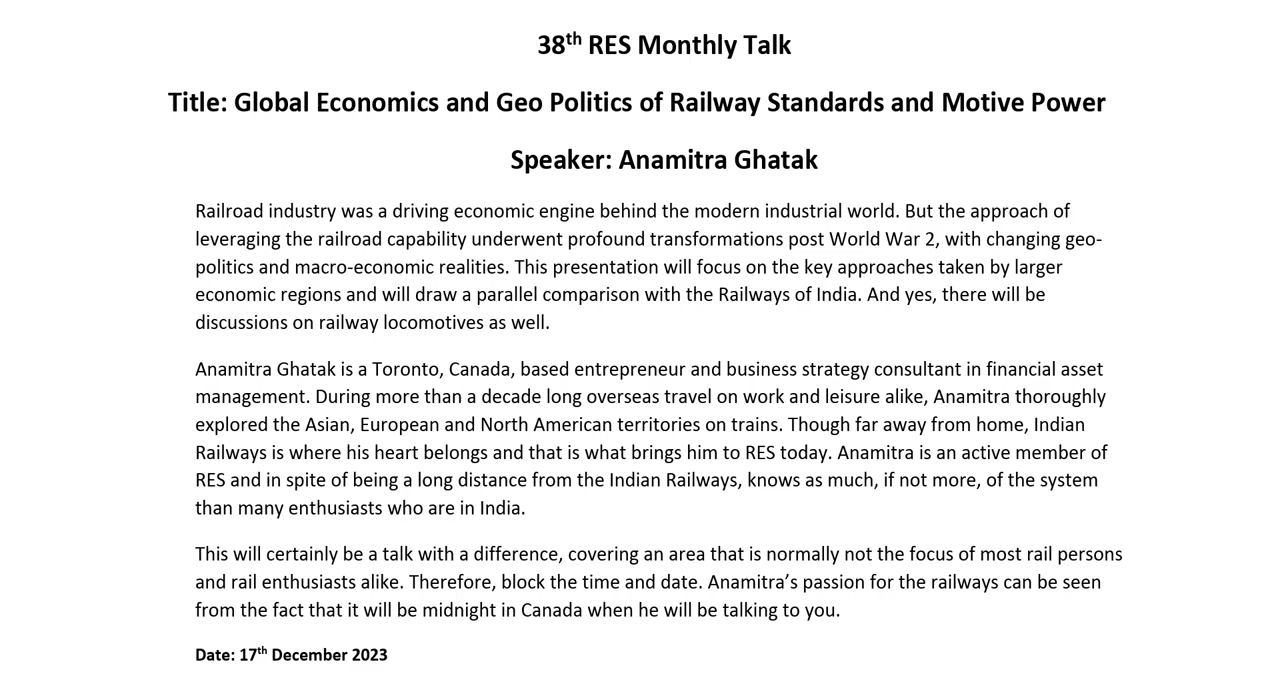 38th RES Monthly Talk
Title: Global Economics and Geo Politics of Railway Standards and Motive Power
Speaker: Anamitra Ghatak
Railroad industry was a driving economic engine behind the modern industrial world. But the approach of
leveraging the railroad capability underwent profound transformations post World War 2, with changing geo-
politics and macro-economic realities. This presentation will focus on the key approaches taken by larger
economic regions and will draw a parallel comparison with the Railways of India. And yes, there will be
discussions on railway locomotives as well.
Anamitra Ghatak is a Toronto, Canada, based entrepreneur and business strategy consultant in financial asset
management. During more than a decade long overseas travel on work and leisure alike, Anamitra thoroughly
explored the Asian, European and North American territories on trains. Though far away from home, Indian
Railways is where his heart belongs and that is what brings him to RES today. Anamitra is an active member of
RES and in spite of being a long distance from the Indian Railways, knows as much, if not more, of the system
than many enthusiasts who are in India.
This will certainly be a talk with a difference, covering an area that is normally not the focus of most rail persons
and rail enthusiasts alike. Therefore, block the time and date. Anamitra’s passion for the railways can be seen
from the fact that it will be midnight in Canada when he will be talking to you.
Date: 17th December 2023